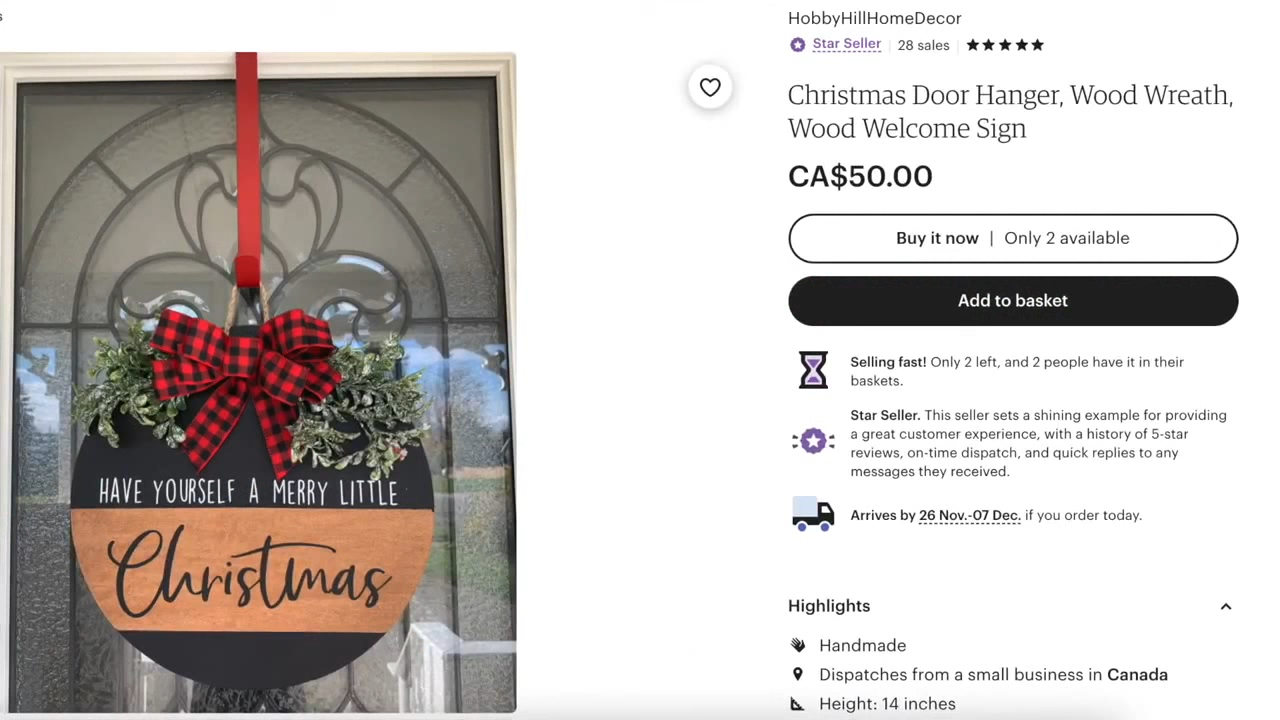 HobbyHillHomeDecor
Star Seller | 28 sales | ★★★★★
Christmas Door Hanger, Wood Wreath,
Wood Welcome Sign
CA$50.00
Buy it now | Only 2 available
Add to basket
Selling fast! Only 2 left, and 2 people have it in their
baskets.
Star Seller. This seller sets a shining example for providing
a great customer experience, with a history of 5-star
reviews, on-time dispatch, and quick replies to any
messages they received.
Arrives by 26 Nov.-07 Dec. if you order today.
Highlights
Handmade
Dispatches from a small business in Canada
Height: 14 inches
HAVE YOURSELF A MERRY LITTLE
Christmas